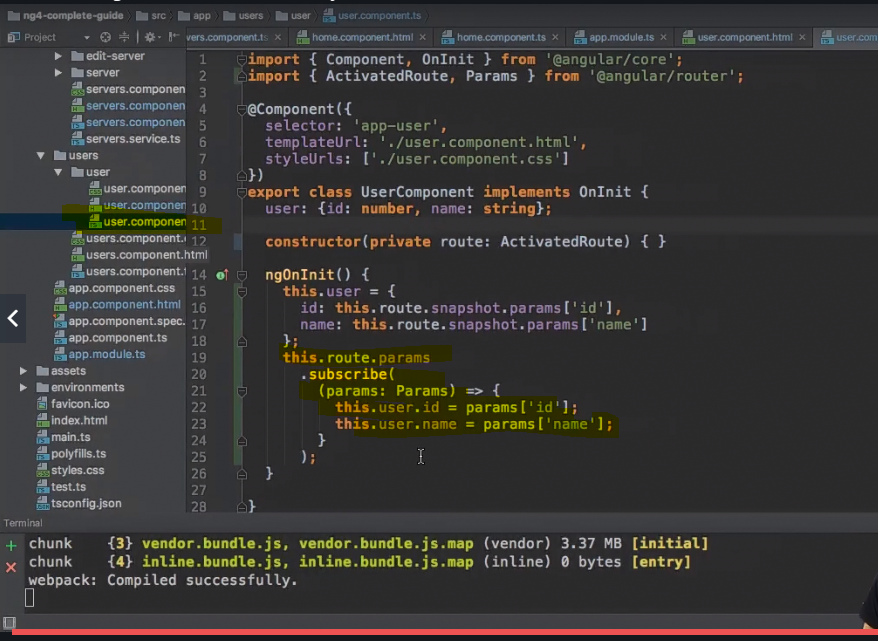 ng4-complete-guide src app users user user.component.ts
Project
vers.component.ts × home.component.html × home.component.ts × app.module.ts × user.component.html × user.com
edit-server
server
servers.componen
servers.componen
servers.componen
servers.service.ts
users
user
user.componen
user.componen
user.componen
users.component.
users.component.html
users.component.t
app.component.css
app.component.html
app.component.spec.
app.component.ts
app.module.ts
assets
environments
favicon.ico
index.html
main.ts
polyfills.ts
styles.css
test.ts
tsconfig.json
1 import { Component, OnInit } from '@angular/core';
2 import { ActivatedRoute, Params } from '@angular/router';
3
4 @Component({
5 selector: 'app-user',
6 templateUrl: './user.component.html',
7 styleUrls: ['./user.component.css']
8 })
9 export class UserComponent implements OnInit {
10 user: {id: number, name: string};
11
12 constructor(private route: ActivatedRoute) { }
14 ngOnInit() {
15 this.user = {
16 id: this.route.snapshot.params['id'],
17 name: this.route.snapshot.params['name']
18 };
19 this.route.params
20 .subscribe(
21 (params: Params) => {
22 this.user.id = params['id'];
23 this.user.name = params['name'];
24 }
25 );
26 }
27
28 }
Terminal
chunk {3} vendor.bundle.js, vendor.bundle.js.map (vendor) 3.37 MB [initial]
chunk {4} inline.bundle.js, inline.bundle.js.map (inline) 0 bytes [entry]
webpack: Compiled successfully.